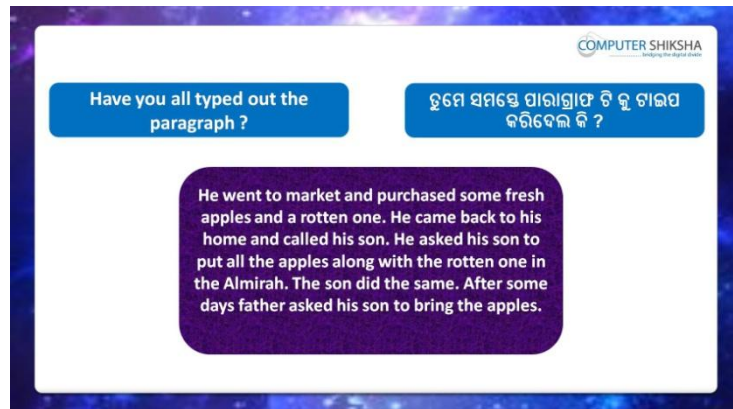 COMPUTER SHIKSHA
bridging the digital divide
Have you all typed out the
paragraph ?
ତୁମେ ସମସ୍ତେ ପାରାଗ୍ରାଫ ଟି କୁ ଟାଇପ
କରିଦେଲ କି ?
He went to market and purchased some fresh
apples and a rotten one. He came back to his
home and called his son. He asked his son to
put all the apples along with the rotten one in
the Almirah. The son did the same. After some
days father asked his son to bring the apples.